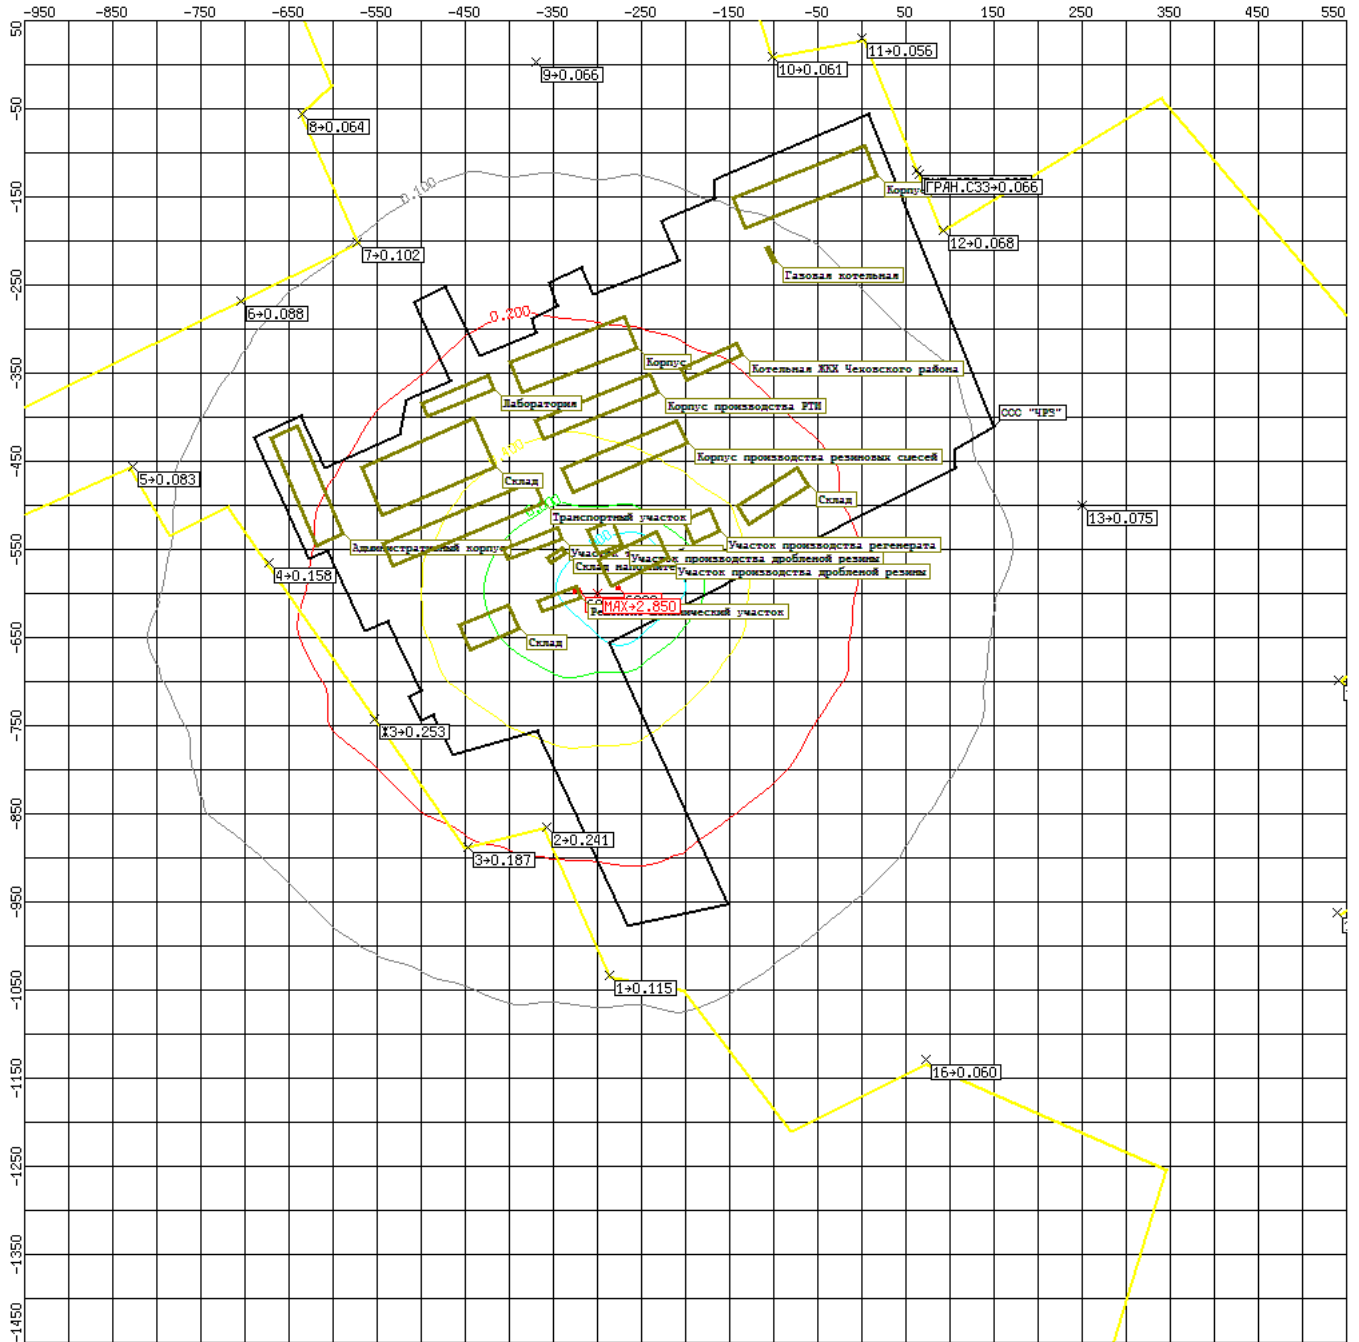 -950 -850 -750 -650 -550 -450 -350 -250 -150 -50 50 150 250 350 450 550
50
-50
-150
-250
-350
-450
-550
-650
-750
-850
-950
-1050
-1150
-1250
-1350
-1450
11→0.056
10→0.061
9→0.066
8→0.064
0.100
Корпус
ГРАН.СЗЗ→0.066
12→0.068
7→0.102
Газовая котельная
6→0.088
0.200
Корпус
Котельная ЖКХ Чеховского района
Лаборатория
Корпус производства РТИ
ООО "ЧРЗ"
Корпус производства резиновых смесей
5→0.083
Склад
Склад
Транспортный участок
13→0.075
Административный корпус
Участок производства регенерата
Участок производства дробленой резины
Склад
Участок производства дробленой резины
4→0.158
MAX→2.850
Склад
Ж3→0.253
2→0.241
3→0.187
1→0.115
16→0.060